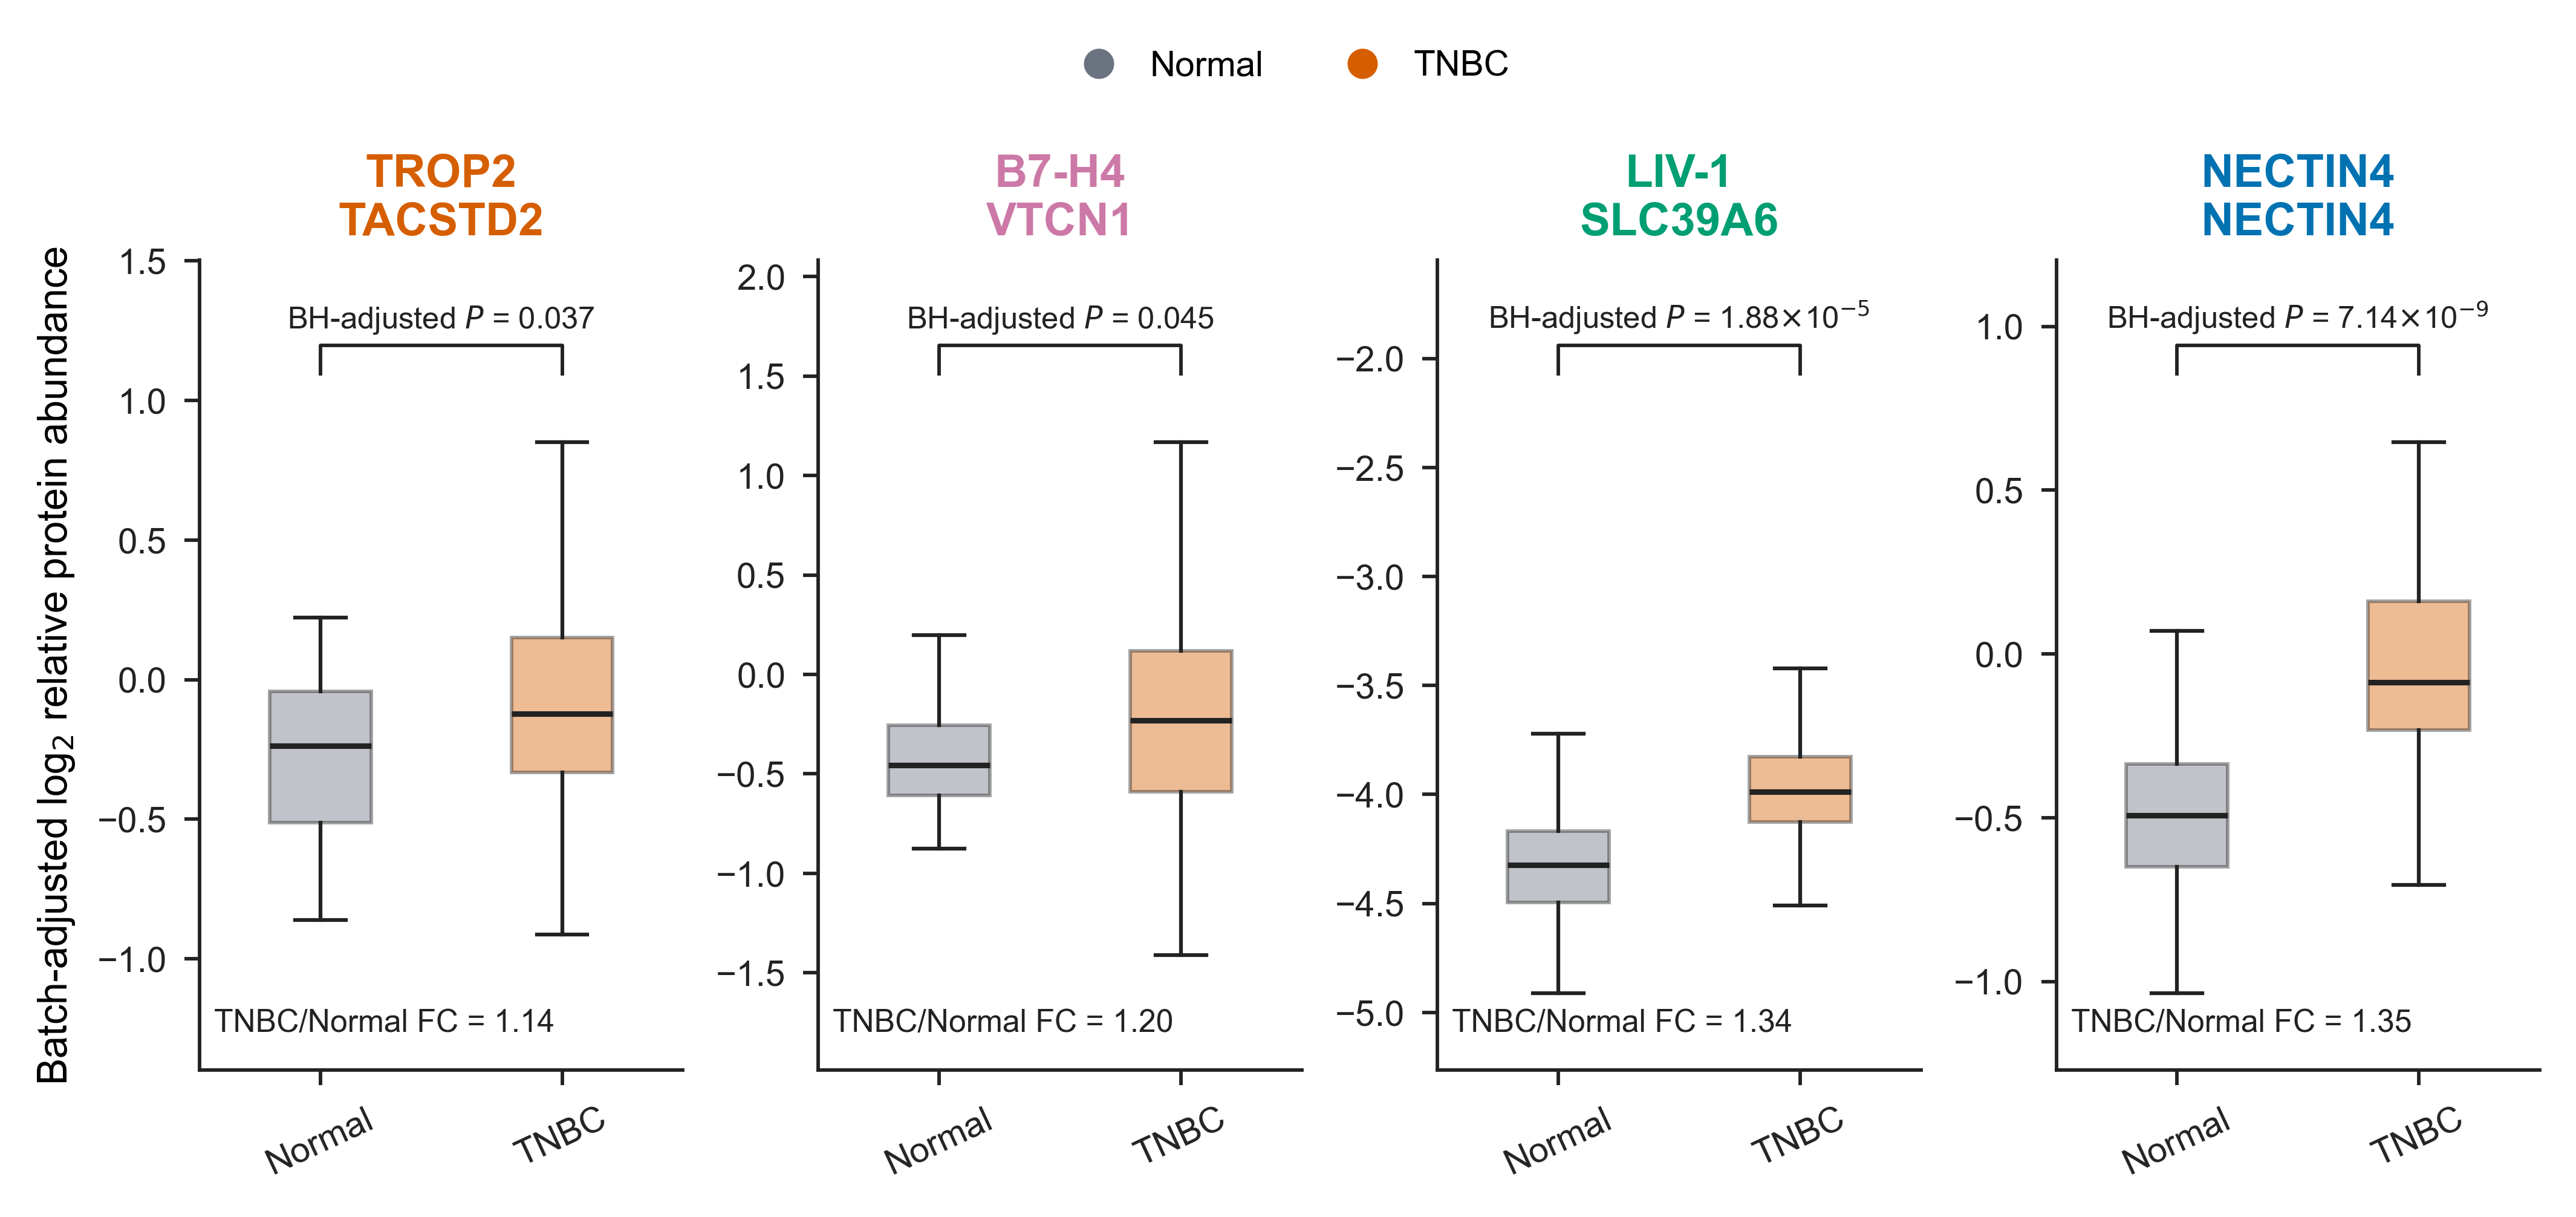 Normal
TNBC
TROP2
TACSTD2
B7-H4
VTCN1
LIV-1
SLC39A6
NECTIN4
NECTIN4
Batch-adjusted log₂ relative protein abundance
1.5
1.0
0.5
0.0
−0.5
−1.0
BH-adjusted P = 0.037
TNBC/Normal FC = 1.14
Normal
TNBC
2.0
1.5
1.0
0.5
0.0
−0.5
−1.0
−1.5
BH-adjusted P = 0.045
TNBC/Normal FC = 1.20
Normal
TNBC
−2.0
−2.5
−3.0
−3.5
−4.0
−4.5
−5.0
BH-adjusted P = 1.88×10⁻⁵
TNBC/Normal FC = 1.34
Normal
TNBC
1.0
0.5
0.0
−0.5
−1.0
BH-adjusted P = 7.14×10⁻⁹
TNBC/Normal FC = 1.35
Normal
TNBC